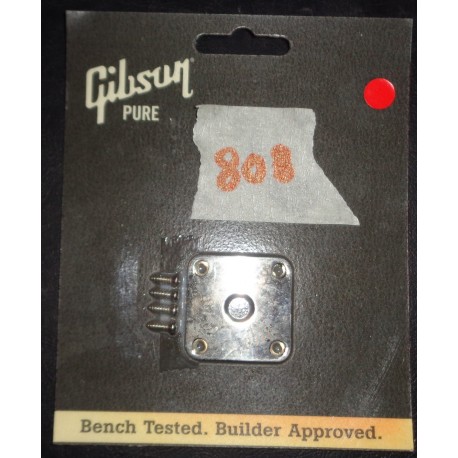 Gibson
PURE
808
Bench Tested. Builder Approved.